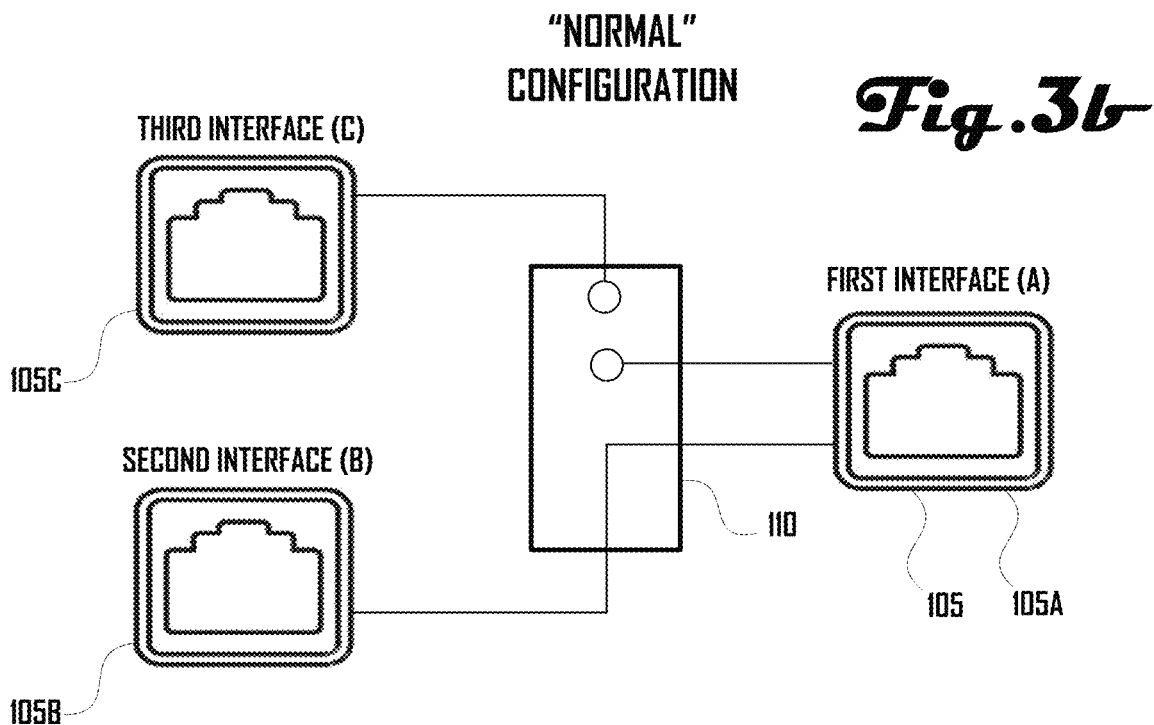 “NORMAL”
CONFIGURATION
Fig.3b
THIRD INTERFACE (C)
FIRST INTERFACE (A)
105C
SECOND INTERFACE (B)
110
105
105A
105B